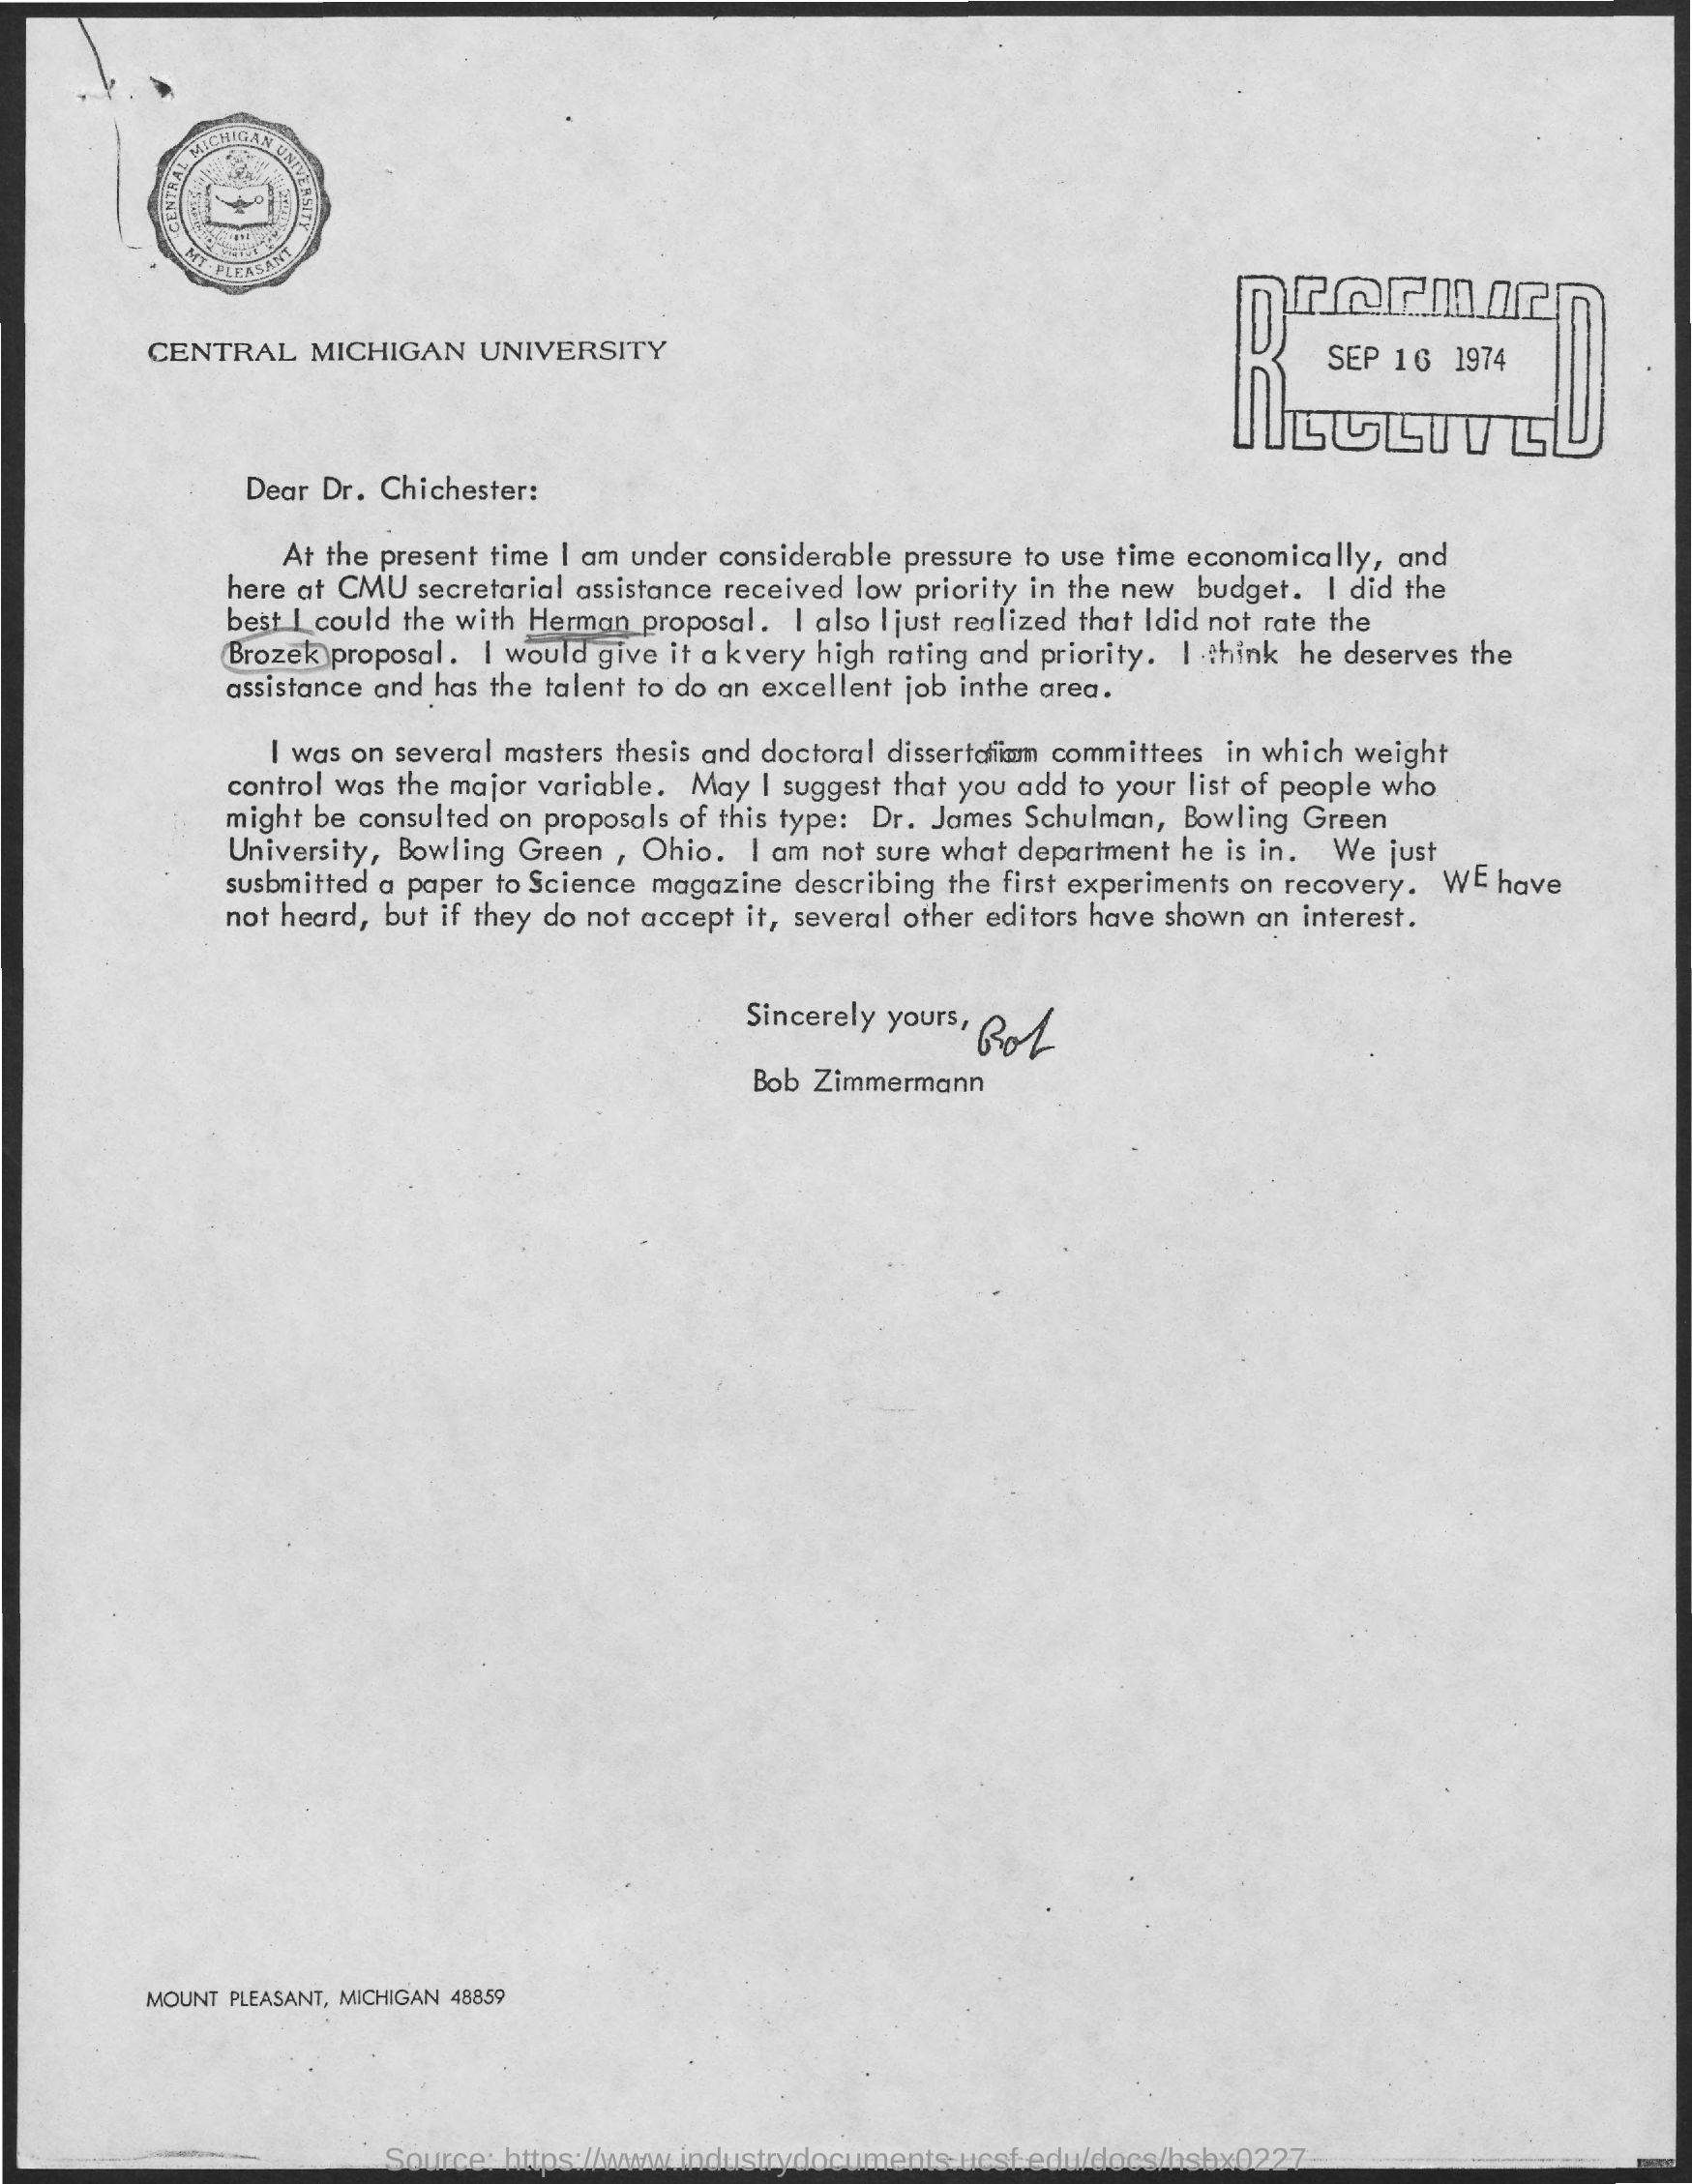 CENTRAL MICHIGAN UNIVERSITY
MT. PLEASANT
CENTRAL MICHIGAN UNIVERSITY
RECEIVED
SEP 16 1974
RECEIVED
Dear Dr. Chichester:
At the present time I am under considerable pressure to use time economically, and
here at CMU secretarial assistance received low priority in the new budget. I did the
best I could the with Herman proposal. I also ljust realized that Idid not rate the
Brozek proposal. I would give it a kvery high rating and priority. I think he deserves the
assistance and has the talent to do an excellent job inthe area.
I was on several masters thesis and doctoral committees in which weight
control was the major variable. May I suggest that you add to your list of people who
might be consulted on proposals of this type: Dr. James Schulman, Bowling Green
University, Bowling Green , Ohio. I am not sure what department he is in. We just
susbmitted a paper to Science magazine describing the first experiments on recovery. WE have
not heard, but if they do not accept it, several other editors have shown an interest.
Sincerely yours, Bob
Bob Zimmermann
MOUNT PLEASANT, MICHIGAN 48859
Source: https://www.industrydocuments.ucsf.edu/docs/hsbx0227